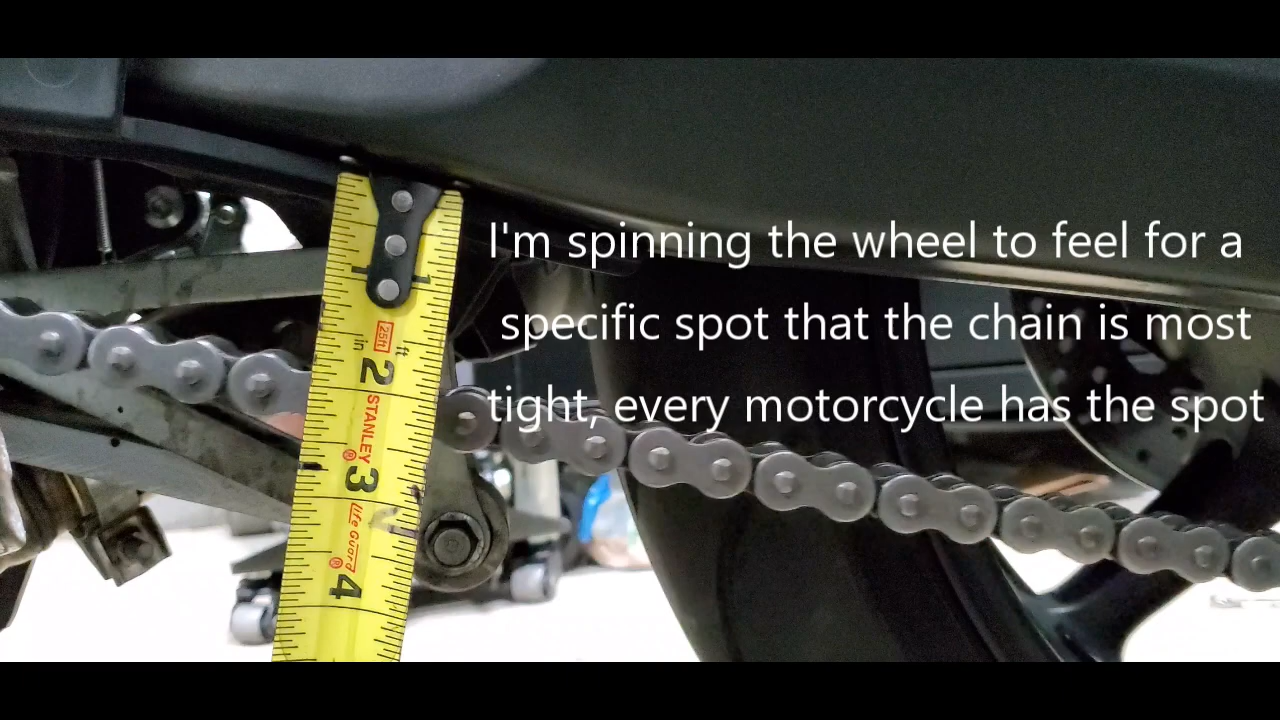 I'm spinning the wheel to feel for a
specific spot that the chain is most
tight, every motorcycle has the spot
1
1
25ft
in
ft
2
STANLEY®
3
Life Guard®
4